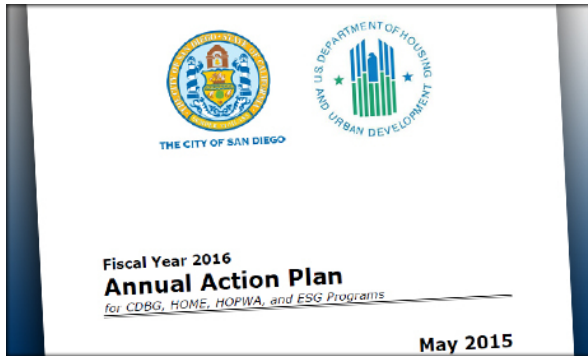 U.S. DEPARTMENT OF HOUSING
AND URBAN DEVELOPMENT
THE CITY OF SAN DIEGO
Fiscal Year 2016
Annual Action Plan
for CDBG, HOME, HOPWA, and ESG Programs
May 2015